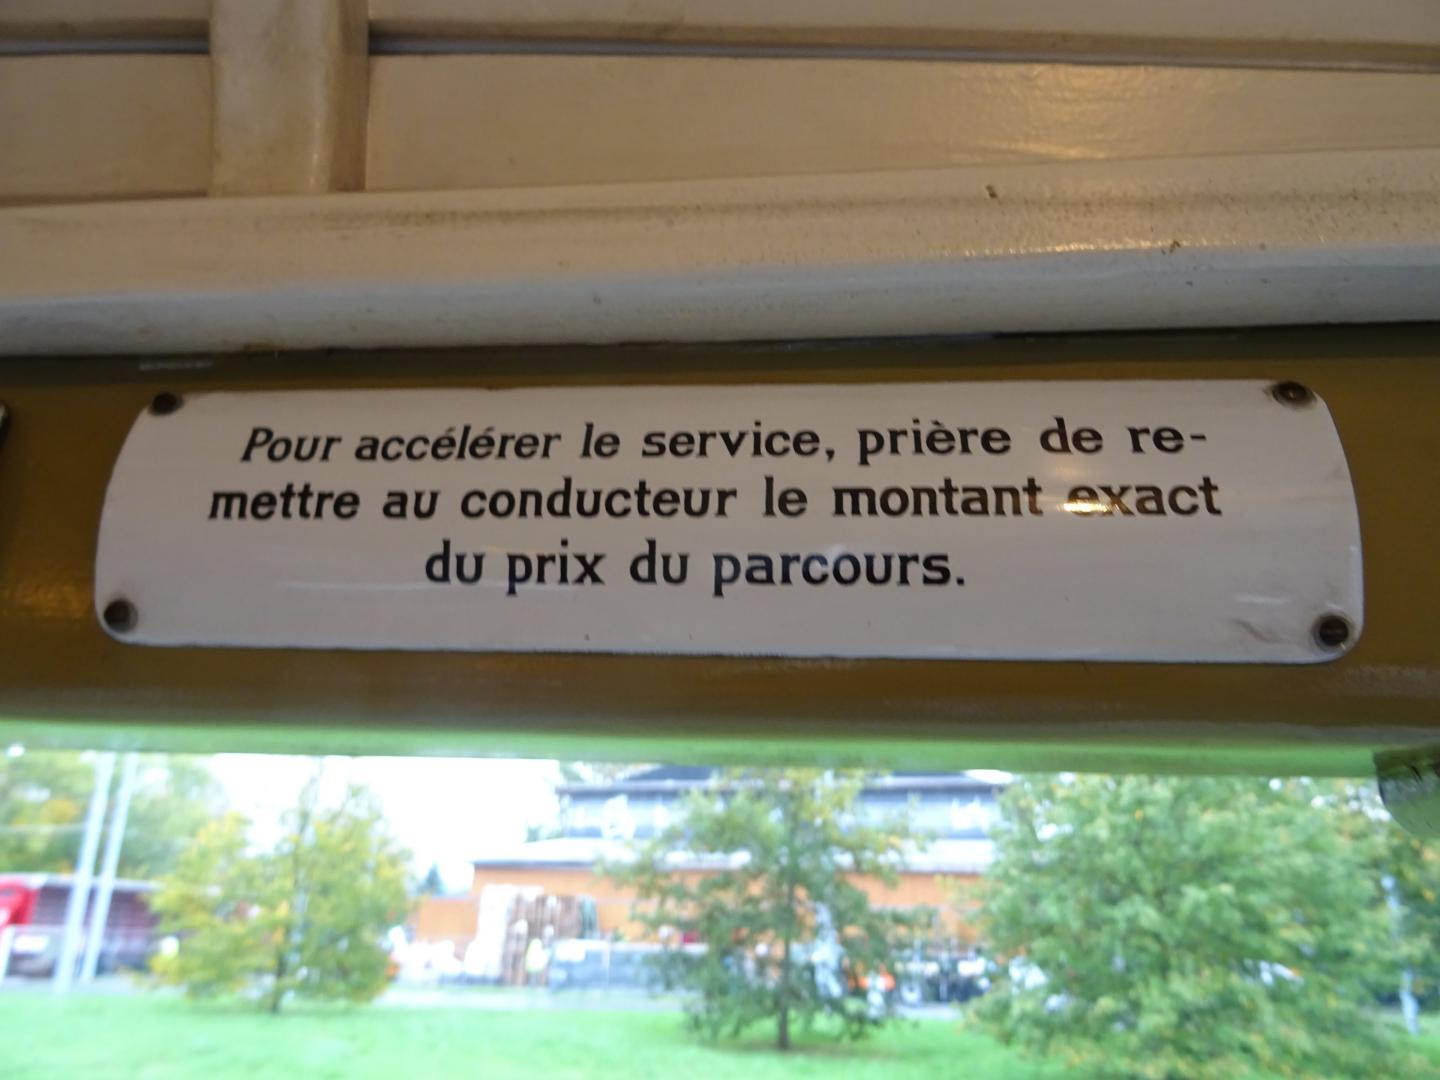 Pour accélérer le service, prière de re-
mettre au conducteur le montant exact
du prix du parcours.